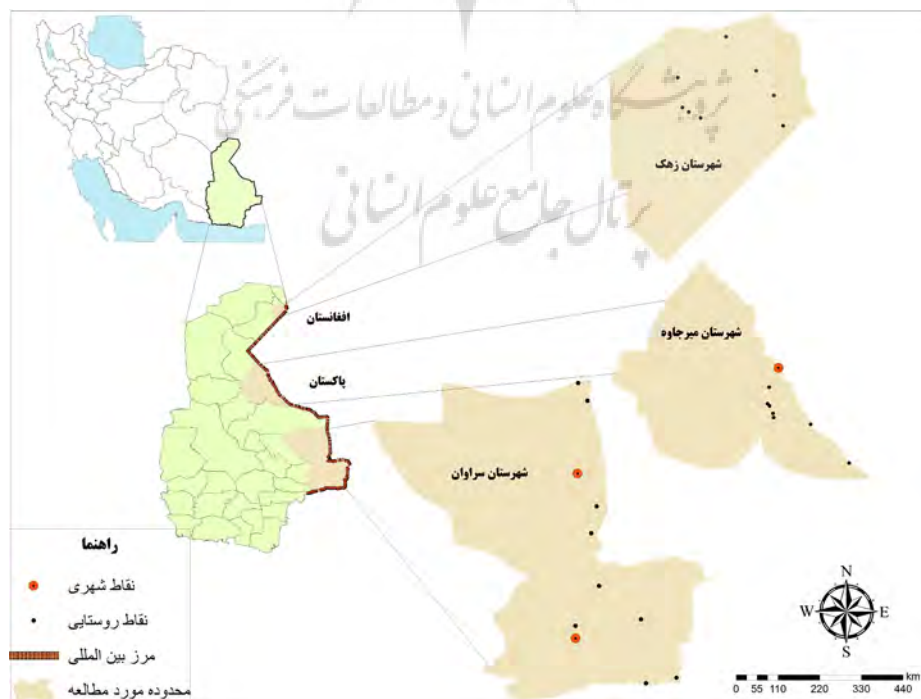 پژوهشگاه علوم انسانی و مطالعات فرهنگی
پرتال جامع علوم انسانی
شهرستان زهک
افغانستان
شهرستان میرجاوه
پاکستان
شهرستان سراوان
راهنما
نقاط شهری
نقاط روستایی
مرز بین المللی
محدوده مورد مطالعه
N
W E
S
km
0 55 110 220 330 440